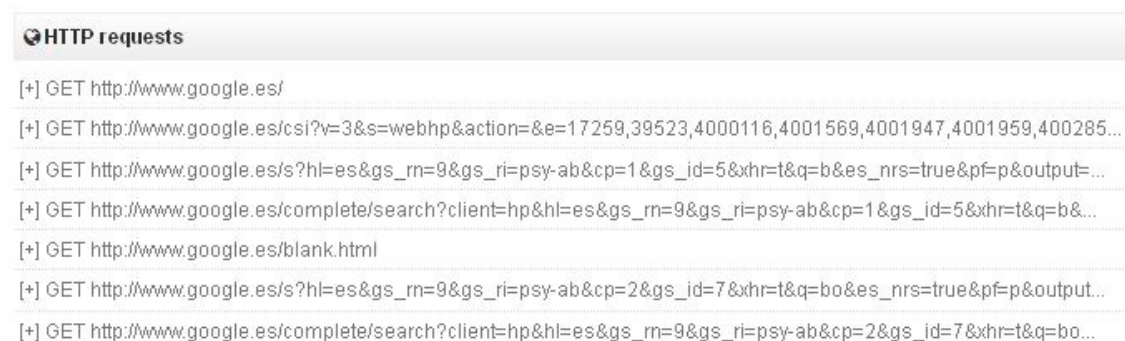 HTTP requests
[+] GET http://www.google.es/
[+] GET http://www.google.es/csi?v=3&s=webhp&action=&e=17259,39523,4000116,4001569,4001947,4001959,400285...
[+] GET http://www.google.es/s?hl=es&gs_rn=9&gs_ri=psy-ab&cp=1&gs_id=5&xhr=t&q=b&es_nrs=true&pf=p&output=...
[+] GET http://www.google.es/complete/search?client=hp&hl=es&gs_rn=9&gs_ri=psy-ab&cp=1&gs_id=5&xhr=t&q=b&...
[+] GET http://www.google.es/blank.html
[+] GET http://www.google.es/s?hl=es&gs_rn=9&gs_ri=psy-ab&cp=2&gs_id=7&xhr=t&q=bo&es_nrs=true&pf=p&output...
[+] GET http://www.google.es/complete/search?client=hp&hl=es&gs_rn=9&gs_ri=psy-ab&cp=2&gs_id=7&xhr=t&q=bo...